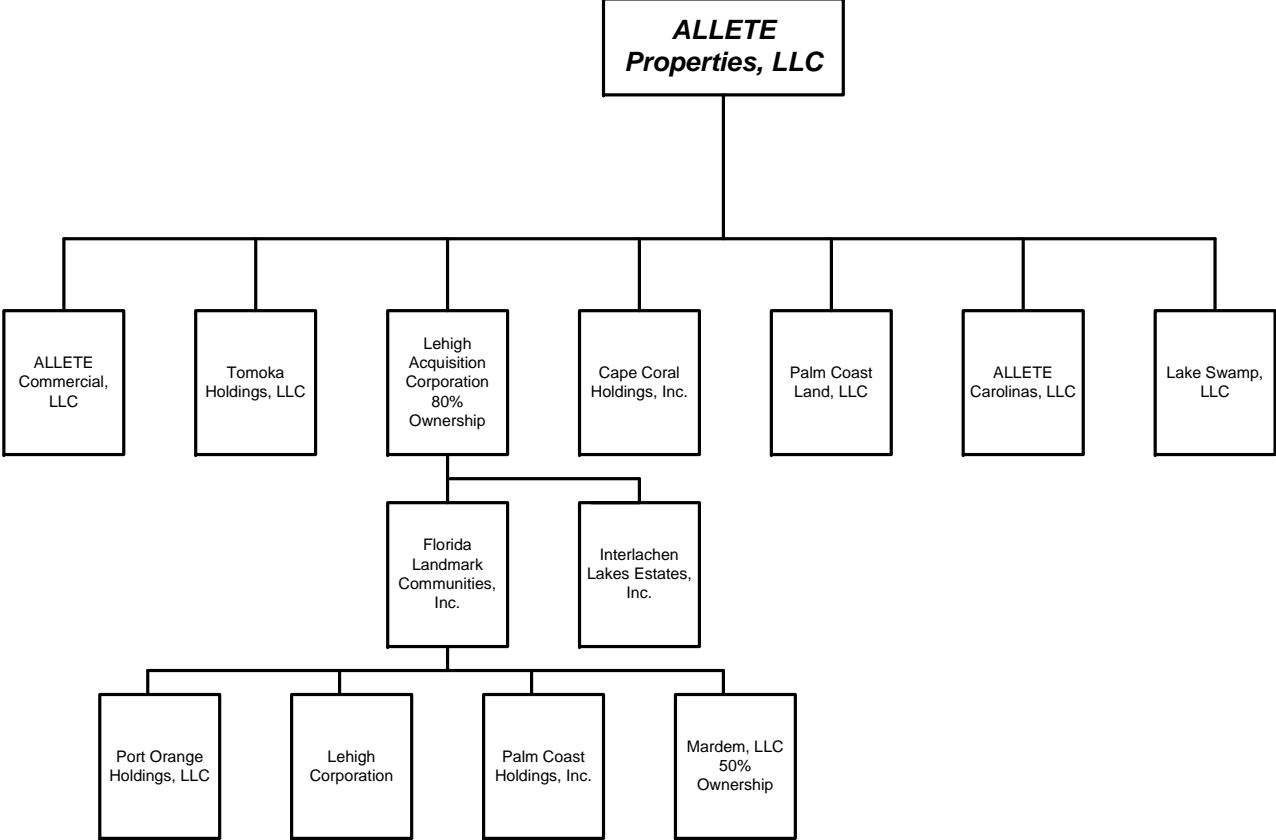 ALLETE
Properties, LLC
ALLETE
Commercial,
LLC
Tomoka
Holdings, LLC
Lehigh
Acquisition
Corporation
80%
Ownership
Cape Coral
Holdings, Inc.
Palm Coast
Land, LLC
ALLETE
Carolinas, LLC
Lake Swamp,
LLC
Florida
Landmark
Communities,
Inc.
Interlachen
Lakes Estates,
Inc.
Port Orange
Holdings, LLC
Lehigh
Corporation
Palm Coast
Holdings, Inc.
Mardem, LLC
50%
Ownership